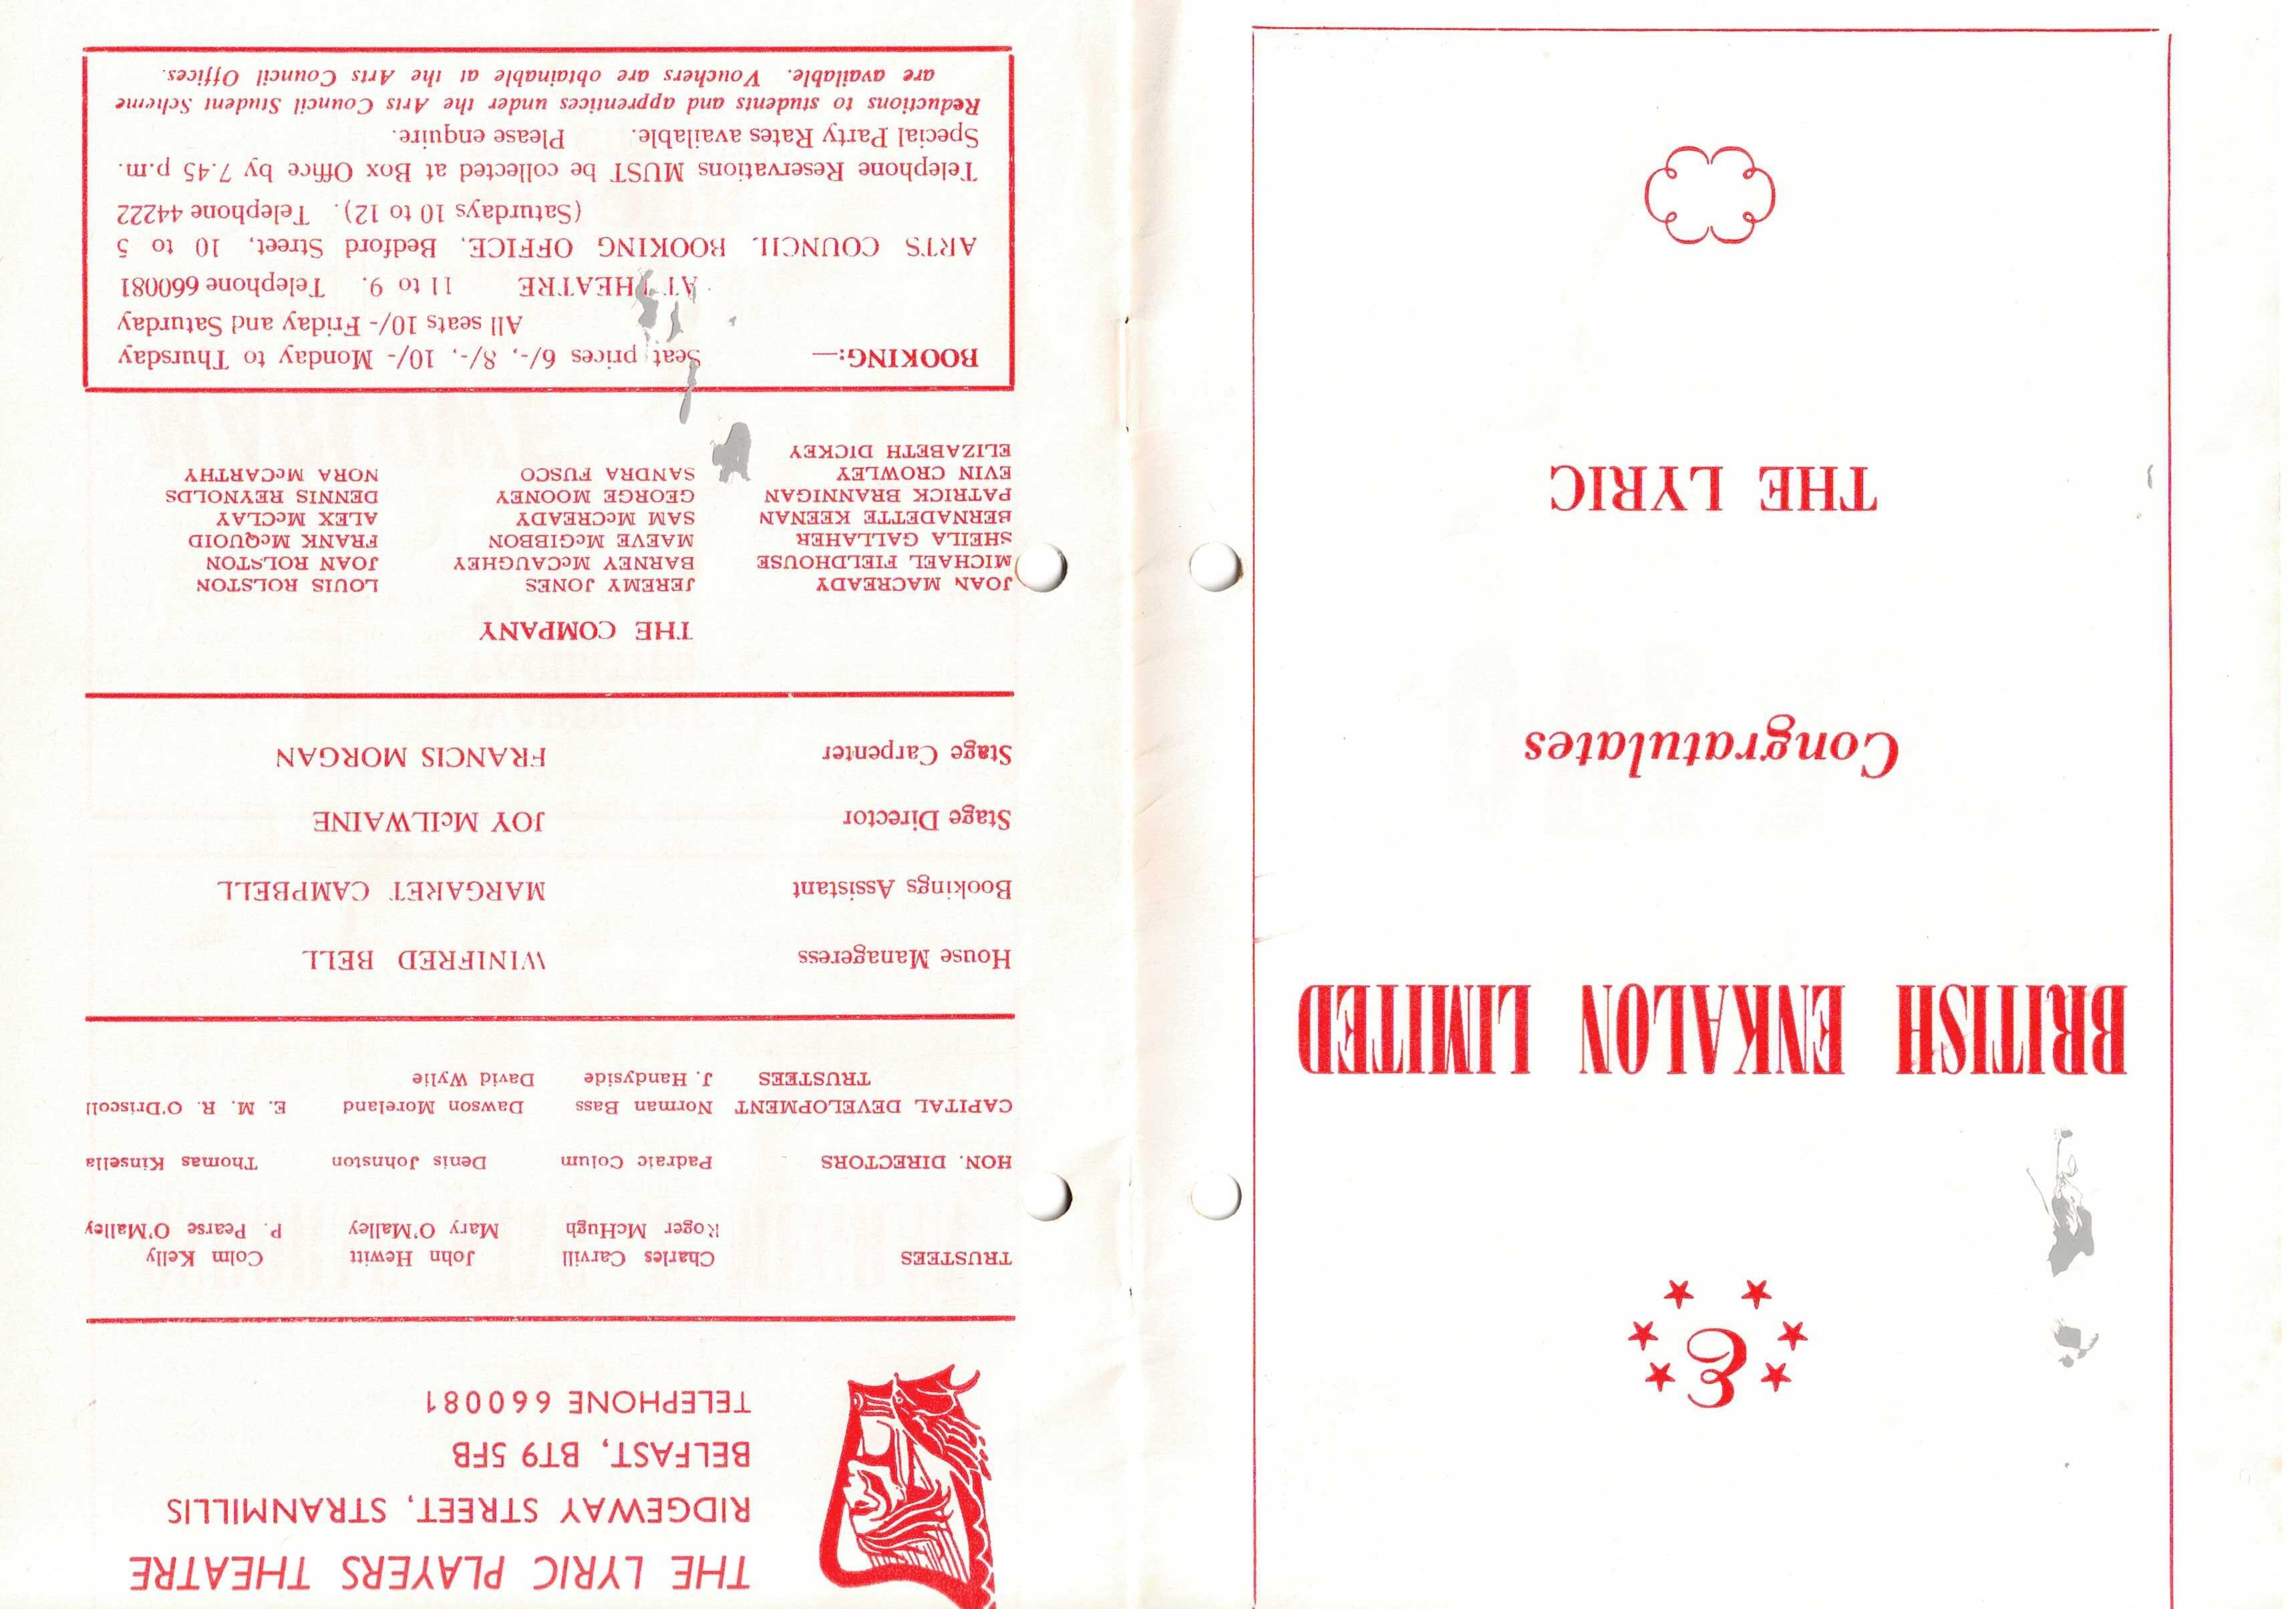 BRITISH ENKALON LIMITED
Congratulates
THE LYRIC
THE LYRIC PLAYERS THEATRE
RIDGEWAY STREET, STRANMILLIS
BELFAST, BT9 5FB
TELEPHONE 660081
TRUSTEES Charles Carvill John Hewitt Colm Kelly
Roger McHugh Mary O'Malley P. Pearse O'Malley
HON. DIRECTORS Padraic Colum Denis Johnston Thomas Kinsella
CAPITAL DEVELOPMENT Norman Bass Dawson Moreland E. M. R. O'Driscoll
TRUSTEES J. Handyside David Wylie
House Manageress WINIFRED BELL
Bookings Assistant MARGARET CAMPBELL
Stage Director JOY McILWAINE
Stage Carpenter FRANCIS MORGAN
THE COMPANY
JOAN MACREADY JEREMY JONES LOUIS ROLSTON
MICHAEL FIELDHOUSE BARNEY McCAUGHEY JOAN ROLSTON
SHEILA GALLAHER MAEVE McGIBBON FRANK McQUOID
BERNADETTE KEENAN SAM McCREADY ALEX McCLAY
PATRICK BRANNIGAN GEORGE MOONEY DENNIS REYNOLDS
EVIN CROWLEY SANDRA FUSCO NORA McCARTHY
ELIZABETH DICKEY
BOOKING:— Seat prices 6/-, 8/-, 10/- Monday to Thursday
All seats 10/- Friday and Saturday
AT THEATRE 11 to 9. Telephone 660081
ARTS COUNCIL BOOKING OFFICE, Bedford Street, 10 to 5
(Saturdays 10 to 12). Telephone 44222
Telephone Reservations MUST be collected at Box Office by 7.45 p.m.
Special Party Rates available. Please enquire.
Reductions to students and apprentices under the Arts Council Student Scheme
are available. Vouchers are obtainable at the Arts Council Offices.